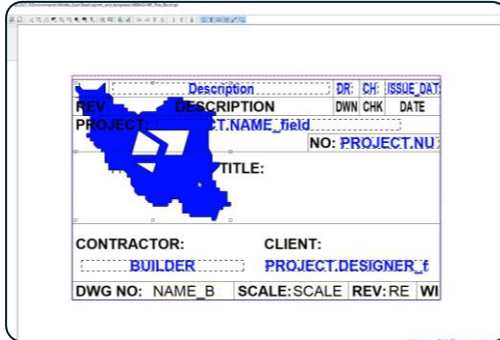 Description DR: CH: ISSUE_DAT
REV DESCRIPTION DWN CHK DATE
PROJECT: CT.NAME_field
NO: PROJECT.NU
TITLE:
CONTRACTOR: CLIENT:
BUILDER PROJECT.DESIGNER_f
DWG NO: NAME_B SCALE:SCALE REV:RE WI